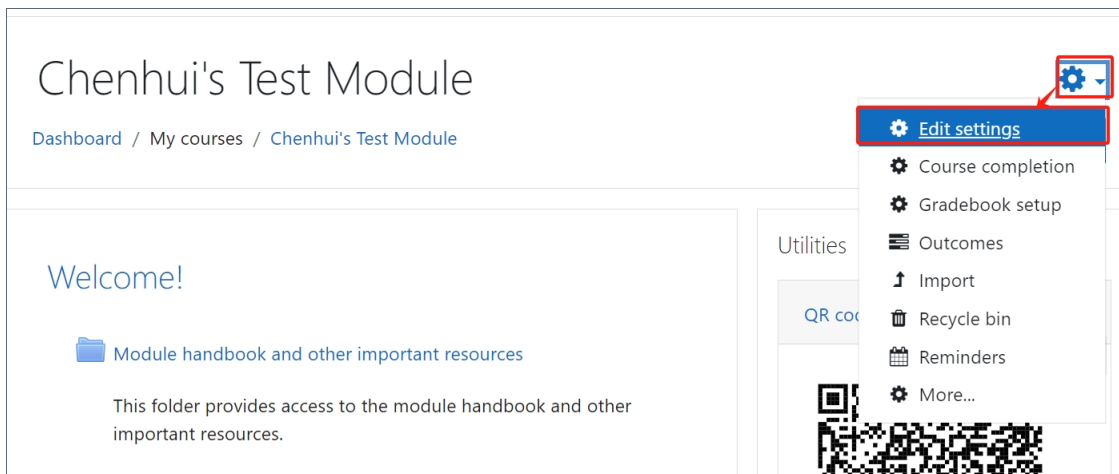 Chenhui's Test Module
Dashboard / My courses / Chenhui's Test Module
Edit settings
Course completion
Gradebook setup
Outcomes
Import
Recycle bin
Reminders
More...
Welcome!
Module handbook and other important resources
This folder provides access to the module handbook and other
important resources.
Utilities
QR